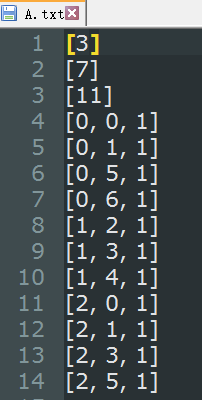 A.txt
1 [3]
2 [7]
3 [11]
4 [0, 0, 1]
5 [0, 1, 1]
6 [0, 5, 1]
7 [0, 6, 1]
8 [1, 2, 1]
9 [1, 3, 1]
10 [1, 4, 1]
11 [2, 0, 1]
12 [2, 1, 1]
13 [2, 3, 1]
14 [2, 5, 1]